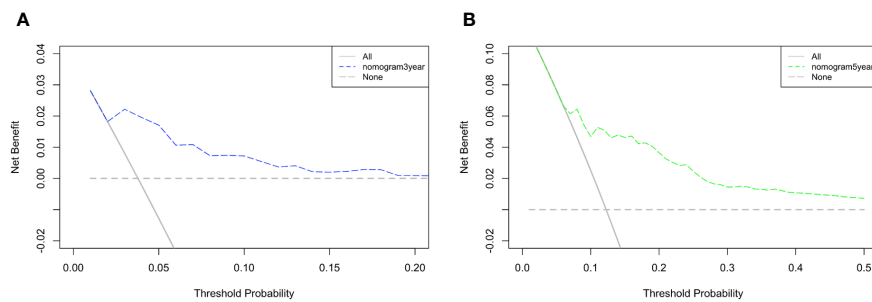 A
B
All
nomogram3year
None
Net Benefit
0.04
0.03
0.02
0.01
0.00
-0.02
0.00
0.05
0.10
0.15
0.20
Threshold Probability
All
nomogram5year
None
Net Benefit
0.10
0.08
0.06
0.04
0.02
-0.02
0.0
0.1
0.2
0.3
0.4
0.5
Threshold Probability